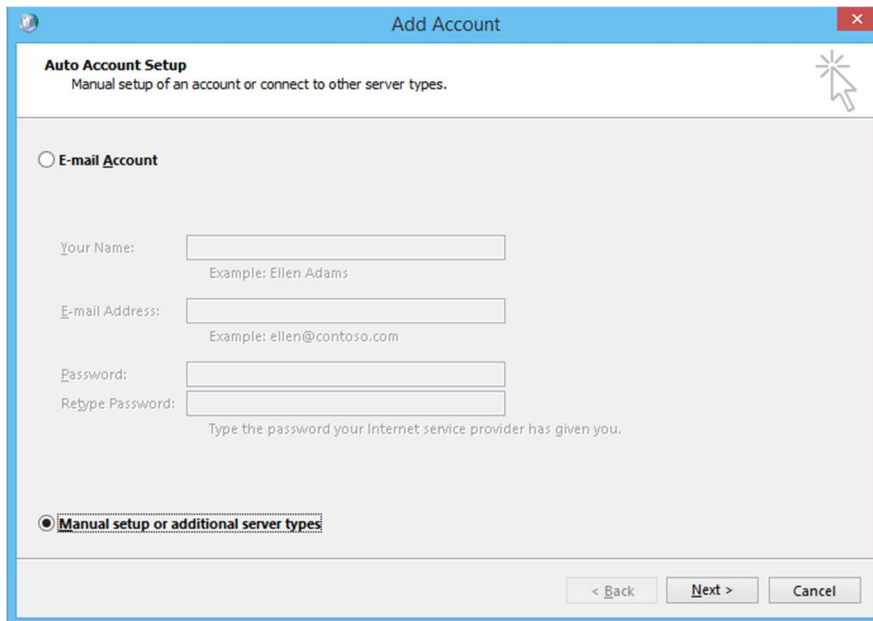 Add Account
Auto Account Setup
Manual setup of an account or connect to other server types.
E-mail Account
Your Name:
Example: Ellen Adams
E-mail Address:
Example: ellen@contoso.com
Password:
Retype Password:
Type the password your Internet service provider has given you.
Manual setup or additional server types
< Back Next > Cancel